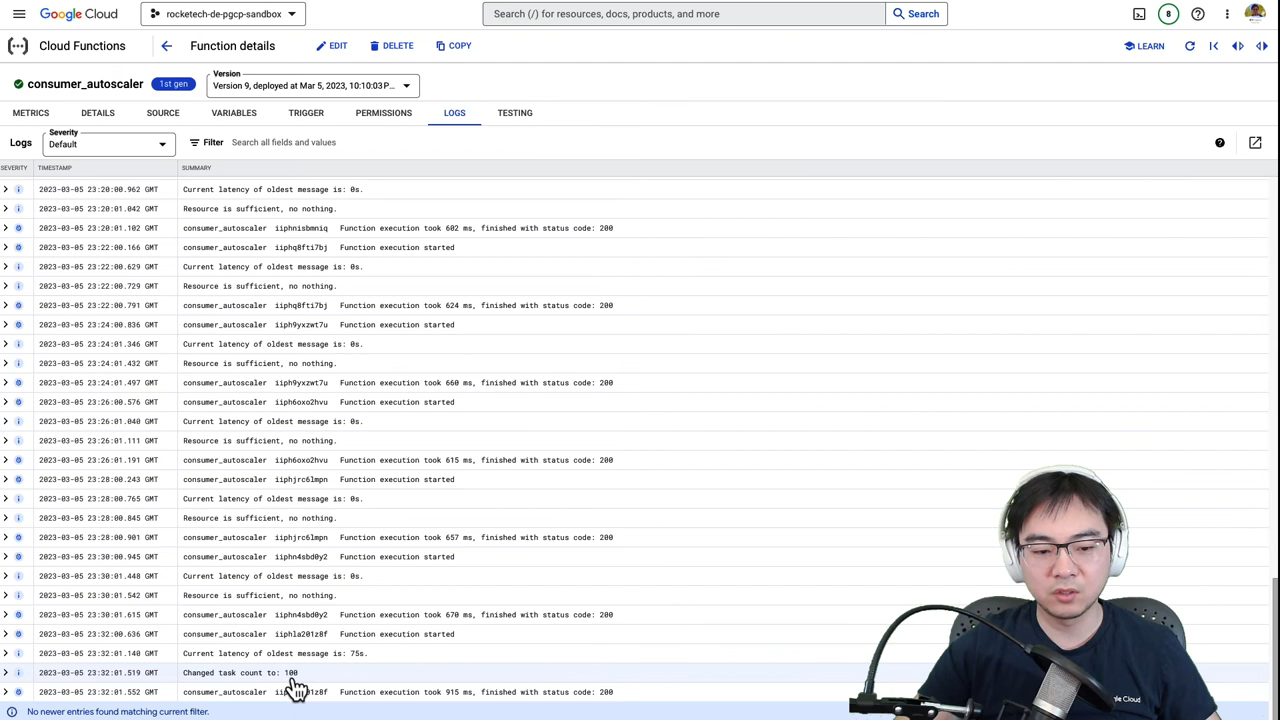 Google Cloud
rocketech-de-pgcp-sandbox
Search (/) for resources, docs, products, and more
Search
8
Cloud Functions
Function details
EDIT
DELETE
COPY
LEARN
consumer_autoscaler
1st gen
Version
Version 9, deployed at Mar 5, 2023, 10:10:03 P...
METRICS
DETAILS
SOURCE
VARIABLES
TRIGGER
PERMISSIONS
LOGS
TESTING
Logs
Severity
Default
Filter
Search all fields and values
SEVERITY TIMESTAMP SUMMARY
2023-03-05 23:20:00.962 GMT Current latency of oldest message is: 0s.
2023-03-05 23:20:01.042 GMT Resource is sufficient, no nothing.
2023-03-05 23:20:01.102 GMT consumer_autoscaler iiphnisbmniq Function execution took 602 ms, finished with status code: 200
2023-03-05 23:22:00.166 GMT consumer_autoscaler iiphq8fti7bj Function execution started
2023-03-05 23:22:00.629 GMT Current latency of oldest message is: 0s.
2023-03-05 23:22:00.729 GMT Resource is sufficient, no nothing.
2023-03-05 23:22:00.791 GMT consumer_autoscaler iiphq8fti7bj Function execution took 624 ms, finished with status code: 200
2023-03-05 23:24:00.836 GMT consumer_autoscaler iiph9yxzwt7u Function execution started
2023-03-05 23:24:01.346 GMT Current latency of oldest message is: 0s.
2023-03-05 23:24:01.432 GMT Resource is sufficient, no nothing.
2023-03-05 23:24:01.497 GMT consumer_autoscaler iiph9yxzwt7u Function execution took 660 ms, finished with status code: 200
2023-03-05 23:26:00.576 GMT consumer_autoscaler iiph6oxo2hvu Function execution started
2023-03-05 23:26:01.040 GMT Current latency of oldest message is: 0s.
2023-03-05 23:26:01.111 GMT Resource is sufficient, no nothing.
2023-03-05 23:26:01.191 GMT consumer_autoscaler iiph6oxo2hvu Function execution took 615 ms, finished with status code: 200
2023-03-05 23:28:00.243 GMT consumer_autoscaler iiphjrc6lmpn Function execution started
2023-03-05 23:28:00.765 GMT Current latency of oldest message is: 0s.
2023-03-05 23:28:00.845 GMT Resource is sufficient, no nothing.
2023-03-05 23:28:00.901 GMT consumer_autoscaler iiphjrc6lmpn Function execution took 657 ms, finished with status code: 200
2023-03-05 23:30:00.945 GMT consumer_autoscaler iiphn4sbd0y2 Function execution started
2023-03-05 23:30:01.448 GMT Current latency of oldest message is: 0s.
2023-03-05 23:30:01.542 GMT Resource is sufficient, no nothing.
2023-03-05 23:30:01.615 GMT consumer_autoscaler iiphn4sbd0y2 Function execution took 670 ms, finished with status code: 200
2023-03-05 23:32:00.636 GMT consumer_autoscaler iiphla201z8f Function execution started
2023-03-05 23:32:01.140 GMT Current latency of oldest message is: 75s.
2023-03-05 23:32:01.519 GMT Changed task count to: 100
2023-03-05 23:32:01.552 GMT consumer_autoscaler Function execution took 915 ms, finished with status code: 200
No newer entries found matching current filter.
Google Cloud